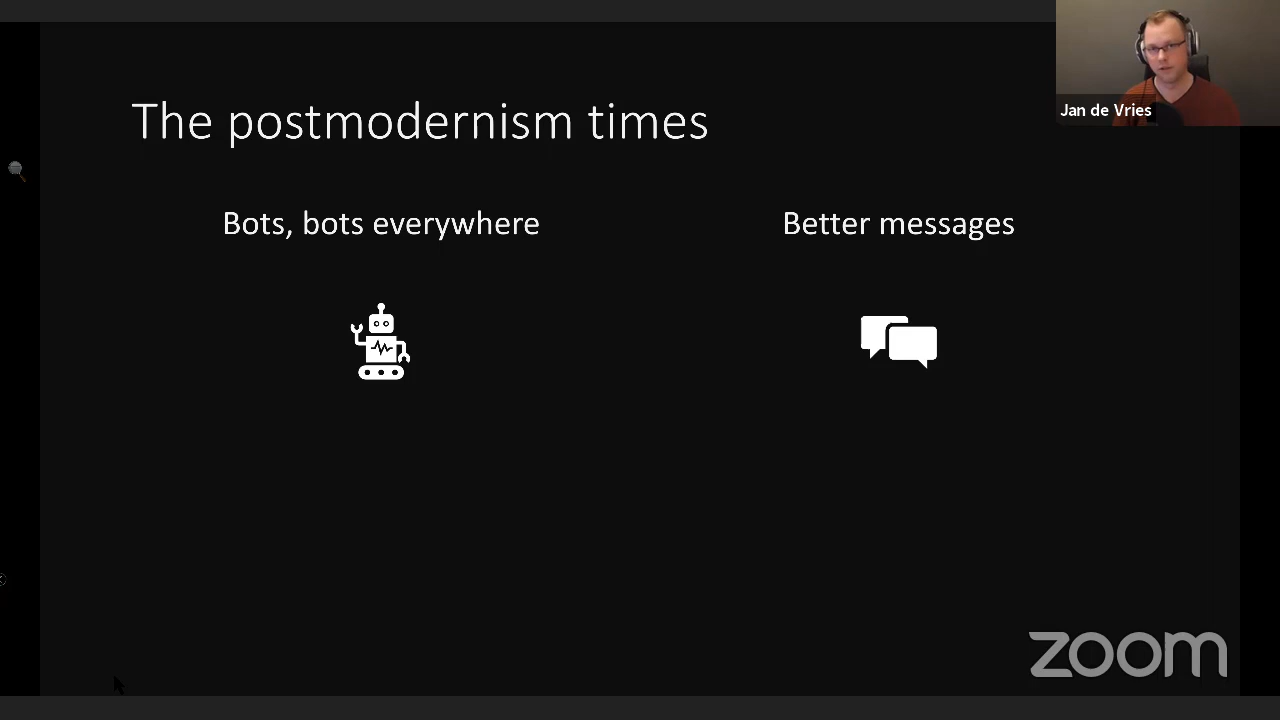 The postmodernism times
Jan de Vries
Bots, bots everywhere
Better messages
zoom